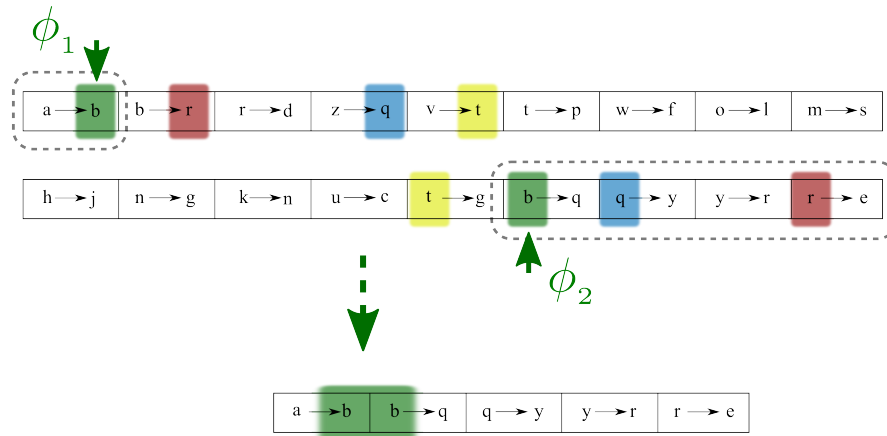 ϕ₁
a→b b→r r→d z→q v→t t→p w→f o→l m→s
h→j n→g k→n u→c t→g b→q q→y y→r r→e
ϕ₂
a→b b→q q→y y→r r→e